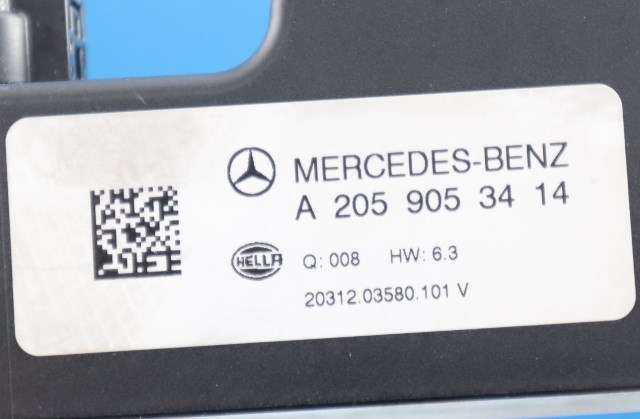 MERCEDES-BENZ
A 205 905 34 14
HELLA Q: 008 HW: 6.3
20312.03580.101 V